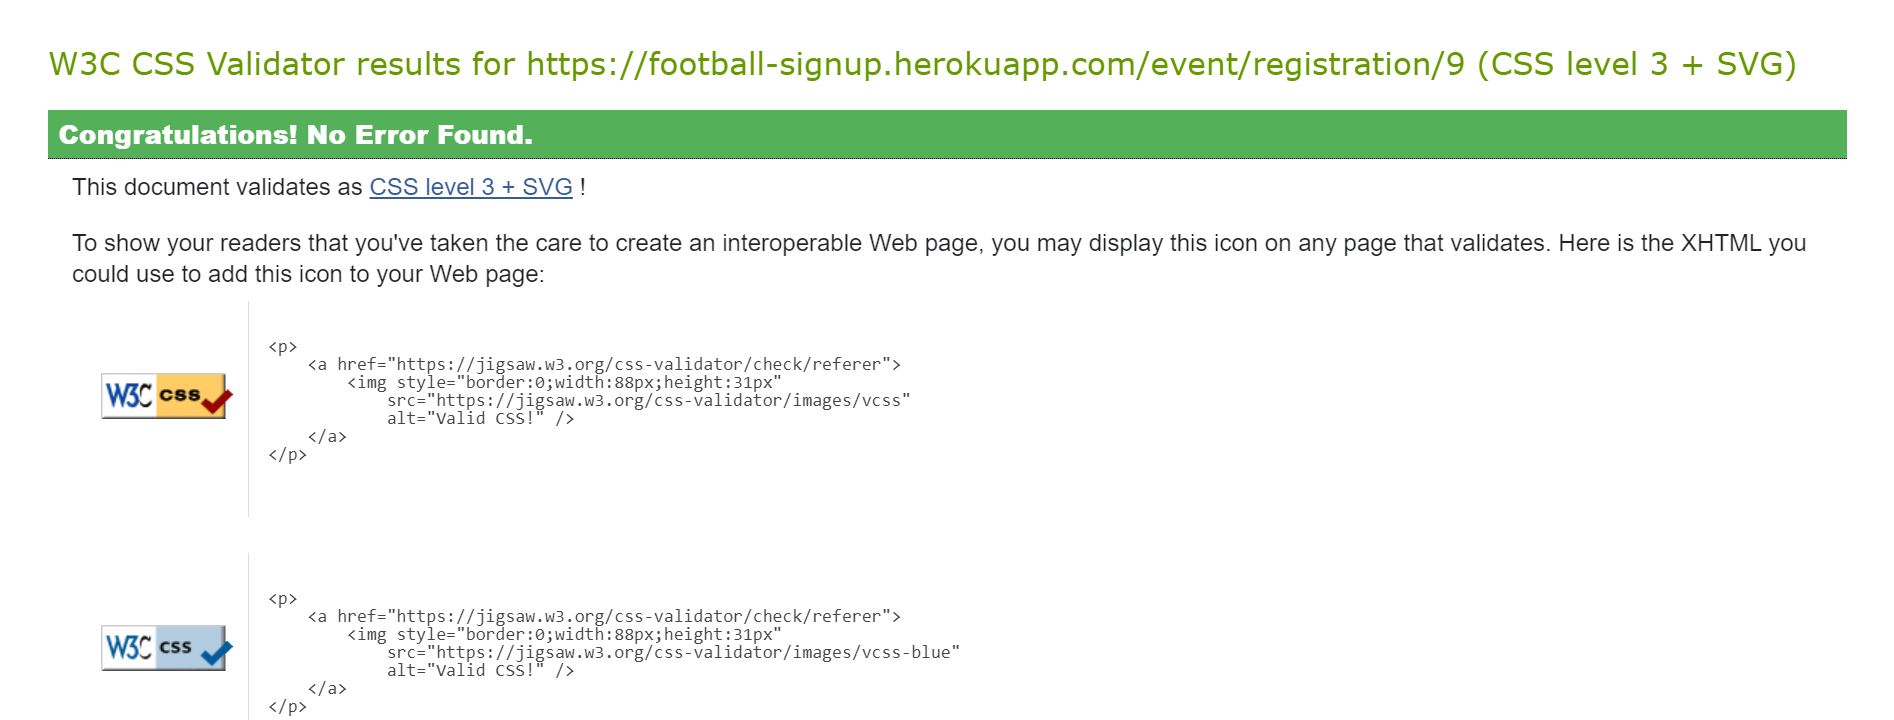 W3C CSS Validator results for https://football-signup.herokuapp.com/event/registration/9 (CSS level 3 + SVG)
Congratulations! No Error Found.
This document validates as CSS level 3 + SVG !
To show your readers that you've taken the care to create an interoperable Web page, you may display this icon on any page that validates. Here is the XHTML you
could use to add this icon to your Web page:
W3C css
<p>
<a href="https://jigsaw.w3.org/css-validator/check/referer">
<img style="border:0;width:88px;height:31px"
src="https://jigsaw.w3.org/css-validator/images/vcss"
alt="Valid CSS!" />
</a>
</p>
W3C css
<p>
<a href="https://jigsaw.w3.org/css-validator/check/referer">
<img style="border:0;width:88px;height:31px"
src="https://jigsaw.w3.org/css-validator/images/vcss-blue"
alt="Valid CSS!" />
</a>
</p>